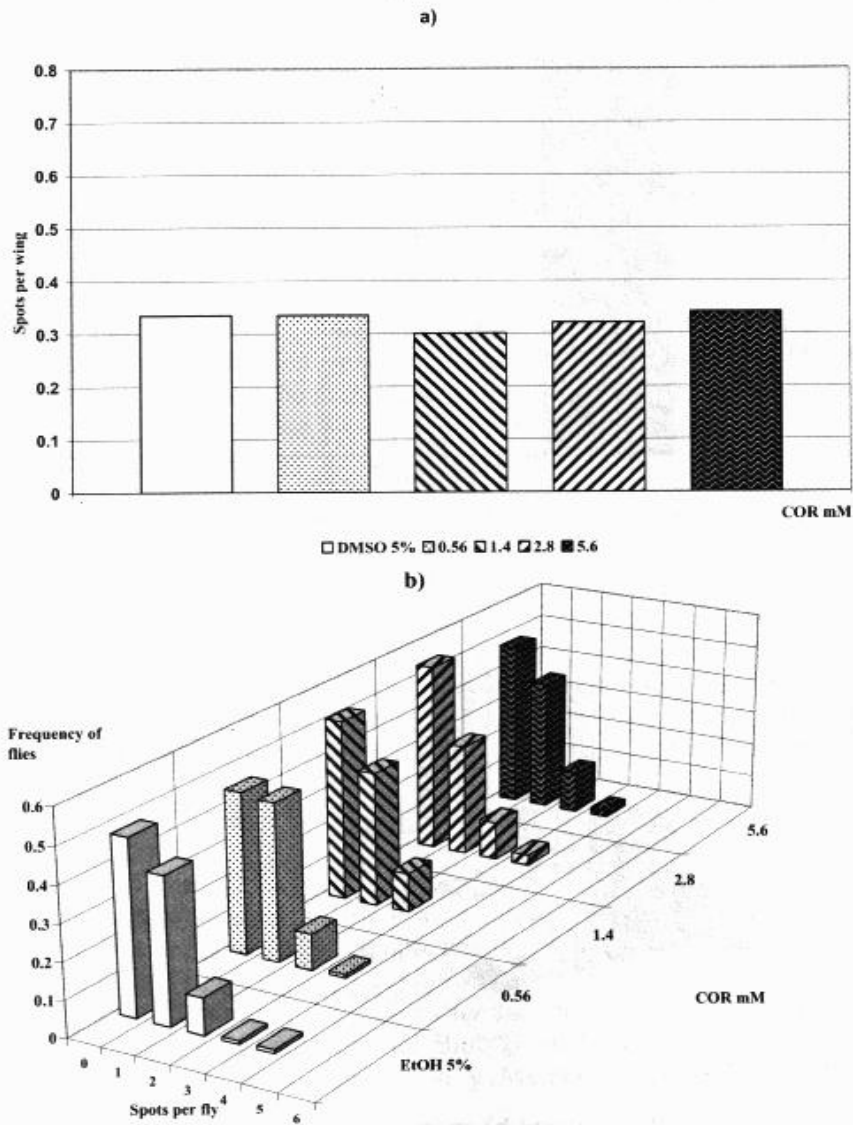 a)
0.8
0.7
0.6
0.5
0.4
0.3
0.2
0.1
0
Spots per wing
COR mM
DMSO 5% 0.56 1.4 2.8 5.6
b)
Frequency of
flies
0.6
0.5
0.4
0.3
0.2
0.1
0
0 1 2 3 4 5 6
Spots per fly
EtOH 5%
0.56
1.4
2.8
5.6
COR mM